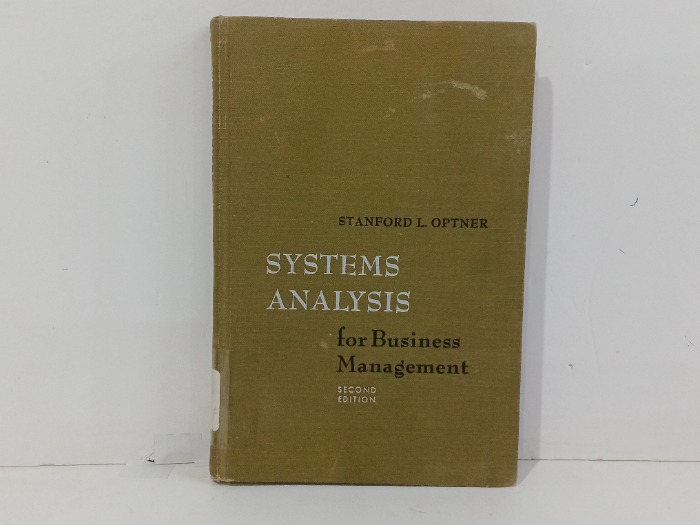 STANFORD L. OPTNER
SYSTEMS
ANALYSIS
for Business
Management
SECOND
EDITION